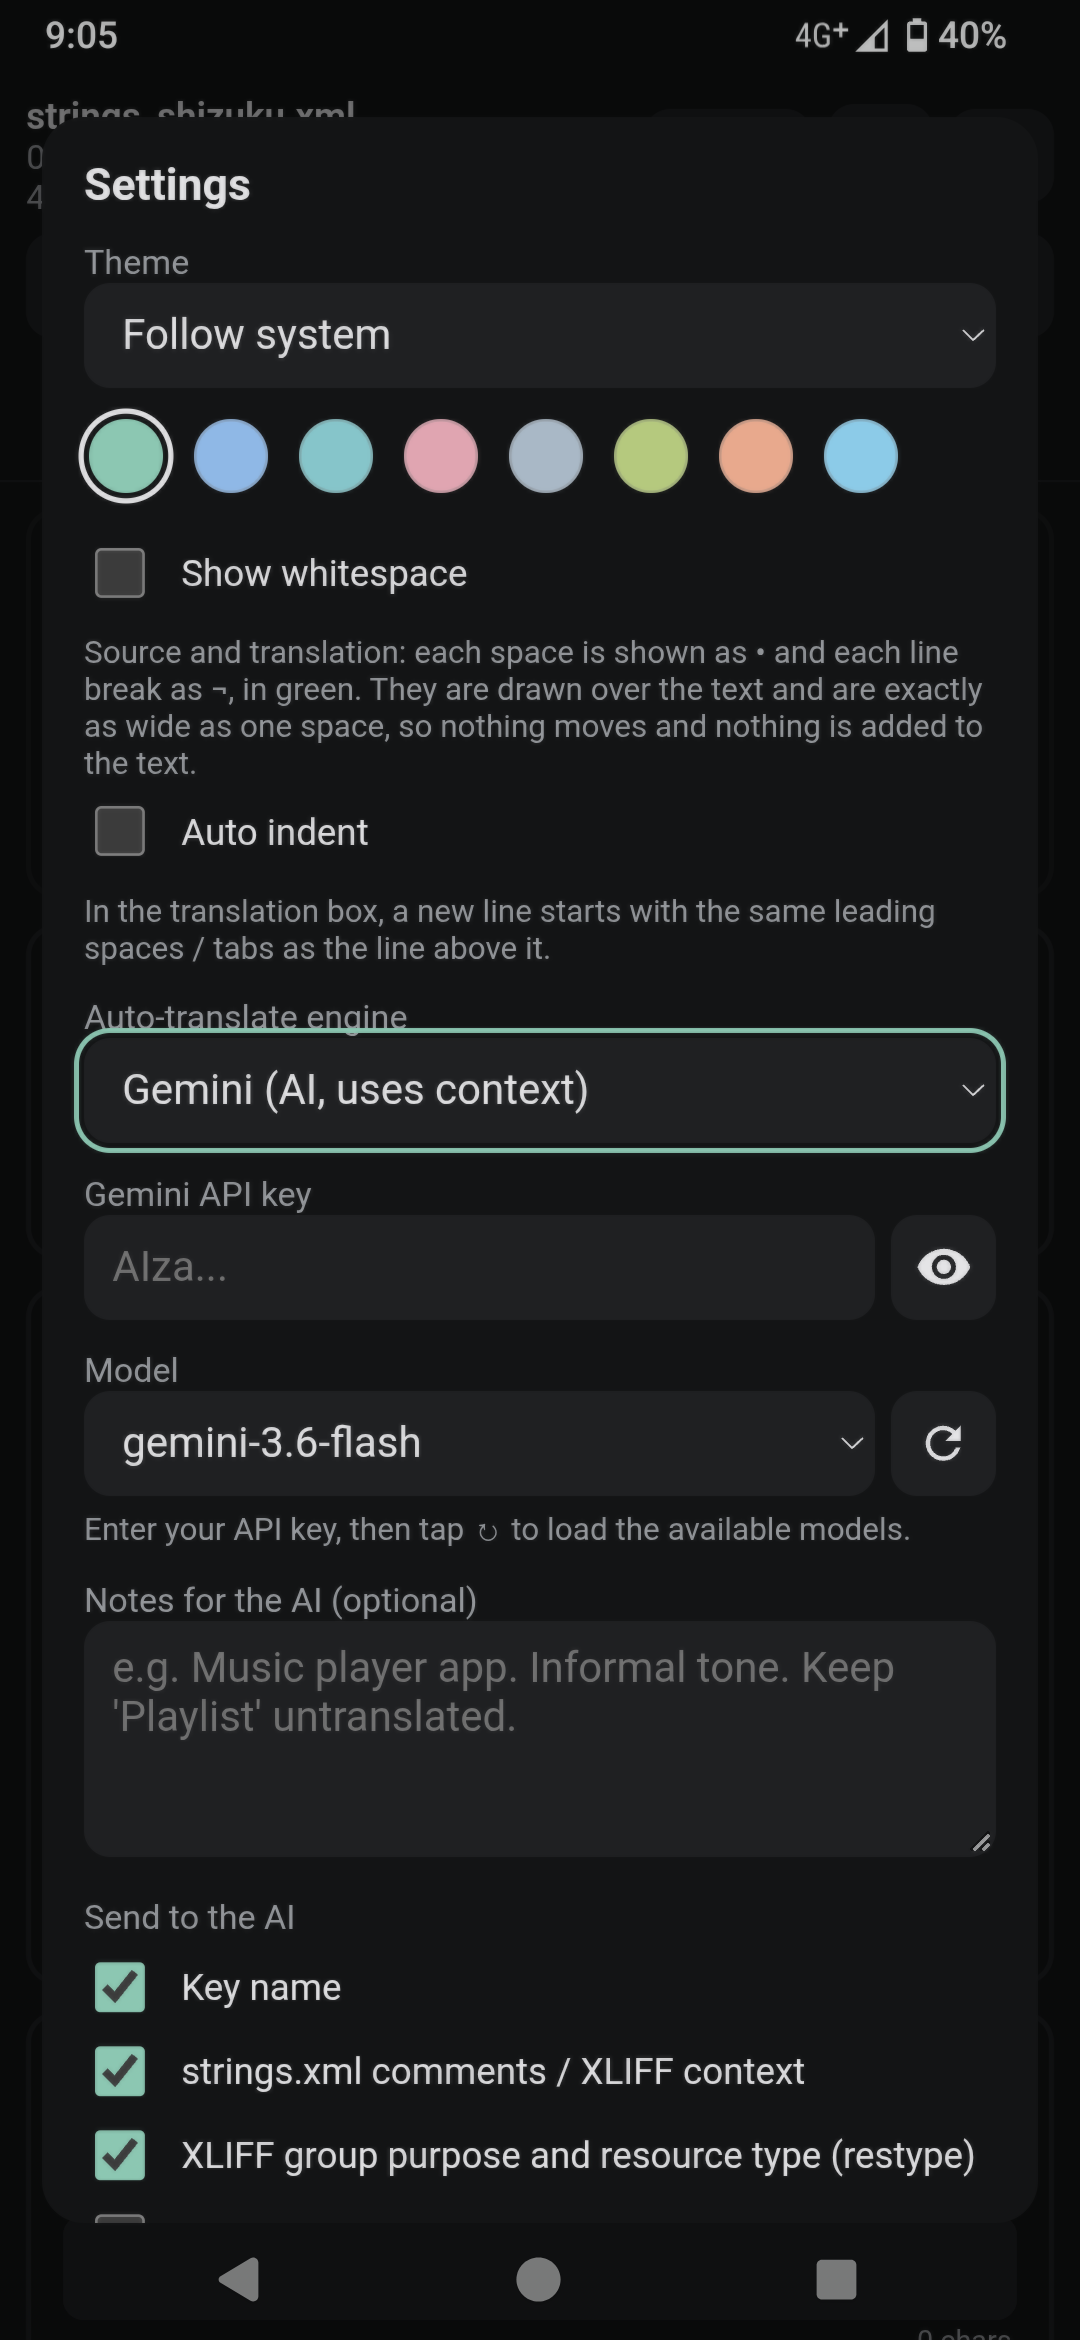 9:05
4G+ 40%
strings_shizuku.xml
0
4
Settings
Theme
Follow system
Show whitespace
Source and translation: each space is shown as • and each line
break as ¬, in green. They are drawn over the text and are exactly
as wide as one space, so nothing moves and nothing is added to
the text.
Auto indent
In the translation box, a new line starts with the same leading
spaces / tabs as the line above it.
Auto-translate engine
Gemini (AI, uses context)
Gemini API key
AIza...
Model
gemini-3.6-flash
Enter your API key, then tap ↻ to load the available models.
Notes for the AI (optional)
e.g. Music player app. Informal tone. Keep
'Playlist' untranslated.
Send to the AI
Key name
strings.xml comments / XLIFF context
XLIFF group purpose and resource type (restype)
0 chars